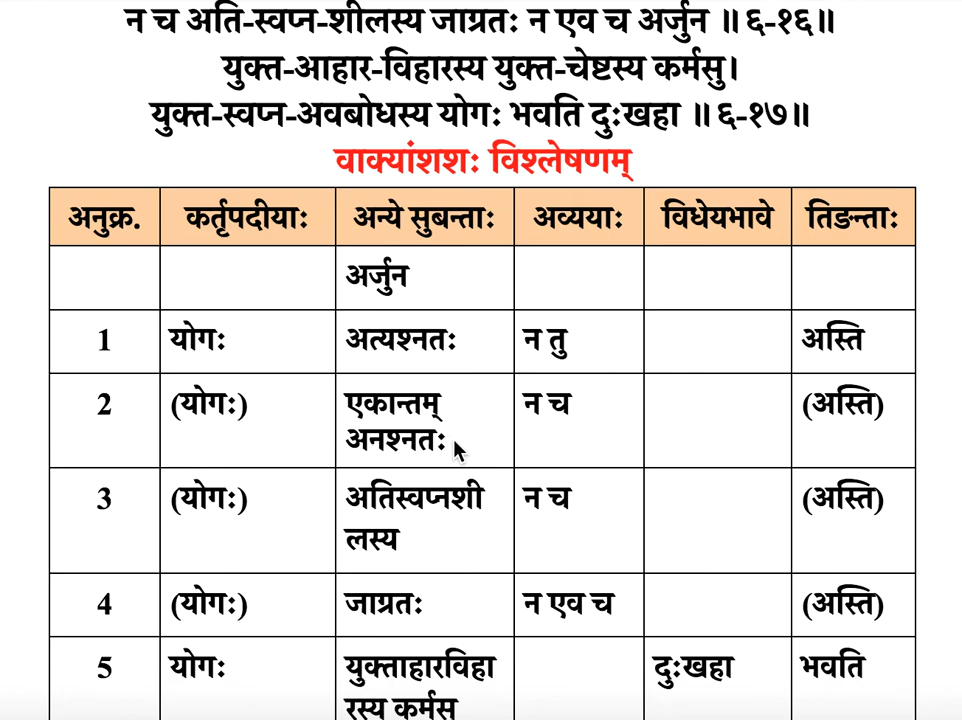 न च अति-स्वप्न-शीलस्य जाग्रतः न एव च अर्जुन ॥ ६-१६॥
युक्त-आहार-विहारस्य युक्त-चेष्टस्य कर्मसु।
युक्त-स्वप्न-अवबोधस्य योगः भवति दुःखहा ॥ ६-१७॥
वाक्यांशशः विश्लेषणम्
अनुक्र. कर्तृपदीयाः अन्ये सुबन्ताः अव्ययाः विधेयभावे तिङन्ताः
अर्जुन
1 योगः अत्यश्नतः न तु अस्ति
2 (योगः) एकान्तम् न च (अस्ति)
अनश्नतः
3 (योगः) अतिस्वप्नशी न च (अस्ति)
लस्य
4 (योगः) जाग्रतः न एव च (अस्ति)
5 योगः युक्ताहारविहा दुःखहा भवति
रस्य कर्मसु